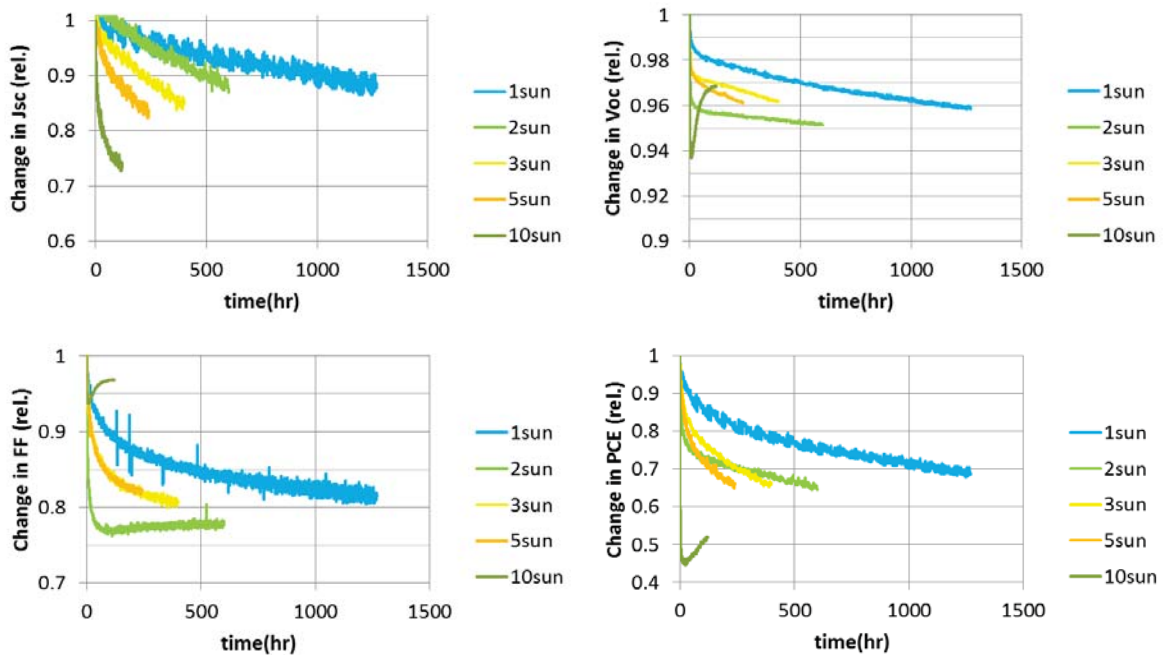 Change in Jsc (rel.)
1
0.9
0.8
0.7
0.6
0
500
1000
1500
time(hr)
1sun
2sun
3sun
5sun
10sun
Change in Voc (rel.)
1
0.98
0.96
0.94
0.92
0.9
0
500
1000
1500
time(hr)
1sun
2sun
3sun
5sun
10sun
Change in FF (rel.)
1
0.9
0.8
0.7
0
500
1000
1500
time(hr)
1sun
2sun
3sun
5sun
10sun
Change in PCE (rel.)
1
0.9
0.8
0.7
0.6
0.5
0.4
0
500
1000
1500
time(hr)
1sun
2sun
3sun
5sun
10sun